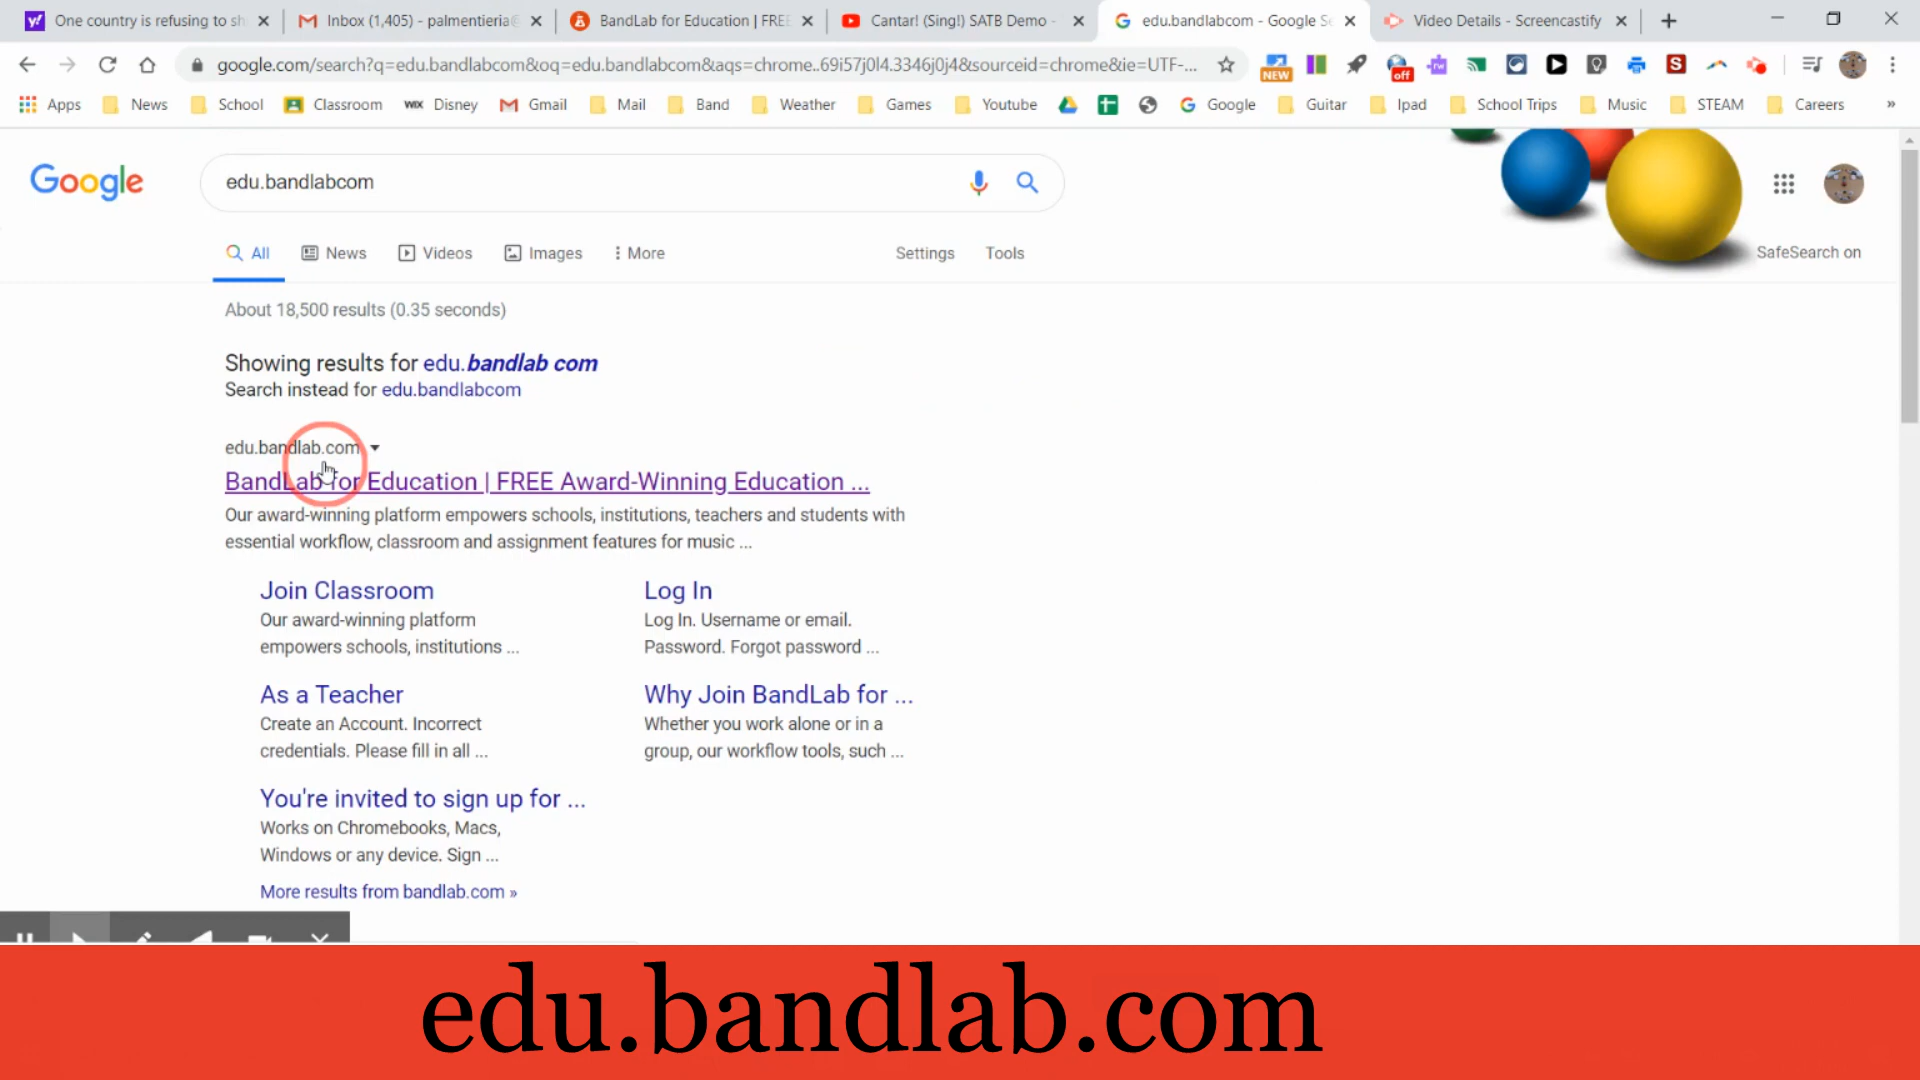 One country is refusing to sh
Inbox (1,405) - palmentieria@
BandLab for Education | FREE
Cantar! (Sing!) SATB Demo -
edu.bandlabcom - Google Se
Video Details - Screencastify
google.com/search?q=edu.bandlabcom&oq=edu.bandlabcom&aqs=chrome..69i57j0l4.3346j0j4&sourceid=chrome&ie=UTF-...
NEW
off
rw
S
Apps
News
School
Classroom
WIX Disney
Gmail
Mail
Band
Weather
Games
Youtube
Google
Guitar
Ipad
School Trips
Music
STEAM
Careers
»
Google
edu.bandlabcom
All
News
Videos
Images
More
Settings
Tools
SafeSearch on
About 18,500 results (0.35 seconds)
Showing results for edu.bandlab com
Search instead for edu.bandlabcom
edu.bandlab.com
BandLab for Education | FREE Award-Winning Education ...
Our award-winning platform empowers schools, institutions, teachers and students with
essential workflow, classroom and assignment features for music ...
Join Classroom
Our award-winning platform
empowers schools, institutions ...
Log In
Log In. Username or email.
Password. Forgot password ...
As a Teacher
Create an Account. Incorrect
credentials. Please fill in all ...
Why Join BandLab for ...
Whether you work alone or in a
group, our workflow tools, such ...
You're invited to sign up for ...
Works on Chromebooks, Macs,
Windows or any device. Sign ...
More results from bandlab.com »
edu.bandlab.com